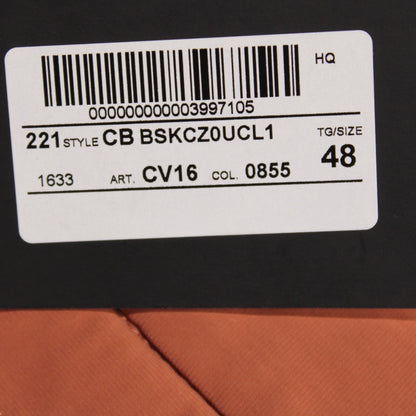 HQ
000000000003997105
221 STYLE CB BSKCZ0UCL1 TG/SIZE
1633 ART. CV16 COL. 0855 48